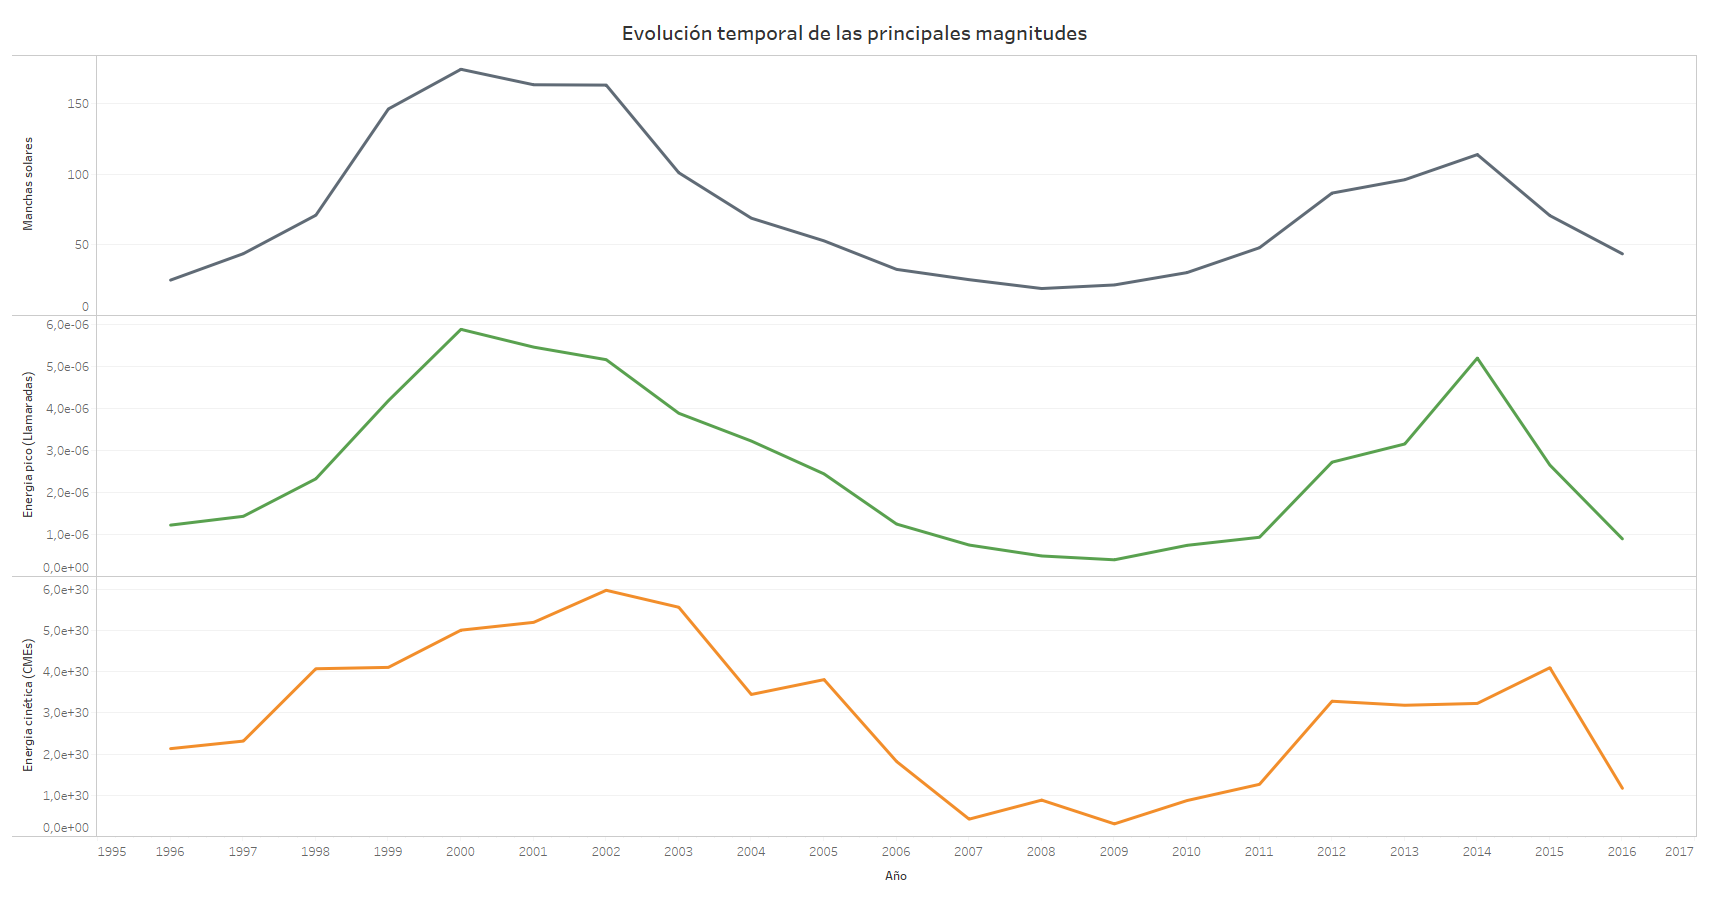 Evolución temporal de las principales magnitudes
Manchas solares
150
100
50
0
Energia pico (Llamaradas)
6,0e-06
5,0e-06
4,0e-06
3,0e-06
2,0e-06
1,0e-06
0,0e+00
Energia cinética (CMEs)
6,0e+30
5,0e+30
4,0e+30
3,0e+30
2,0e+30
1,0e+30
0,0e+00
1995 1996 1997 1998 1999 2000 2001 2002 2003 2004 2005 2006 2007 2008 2009 2010 2011 2012 2013 2014 2015 2016 2017
Año